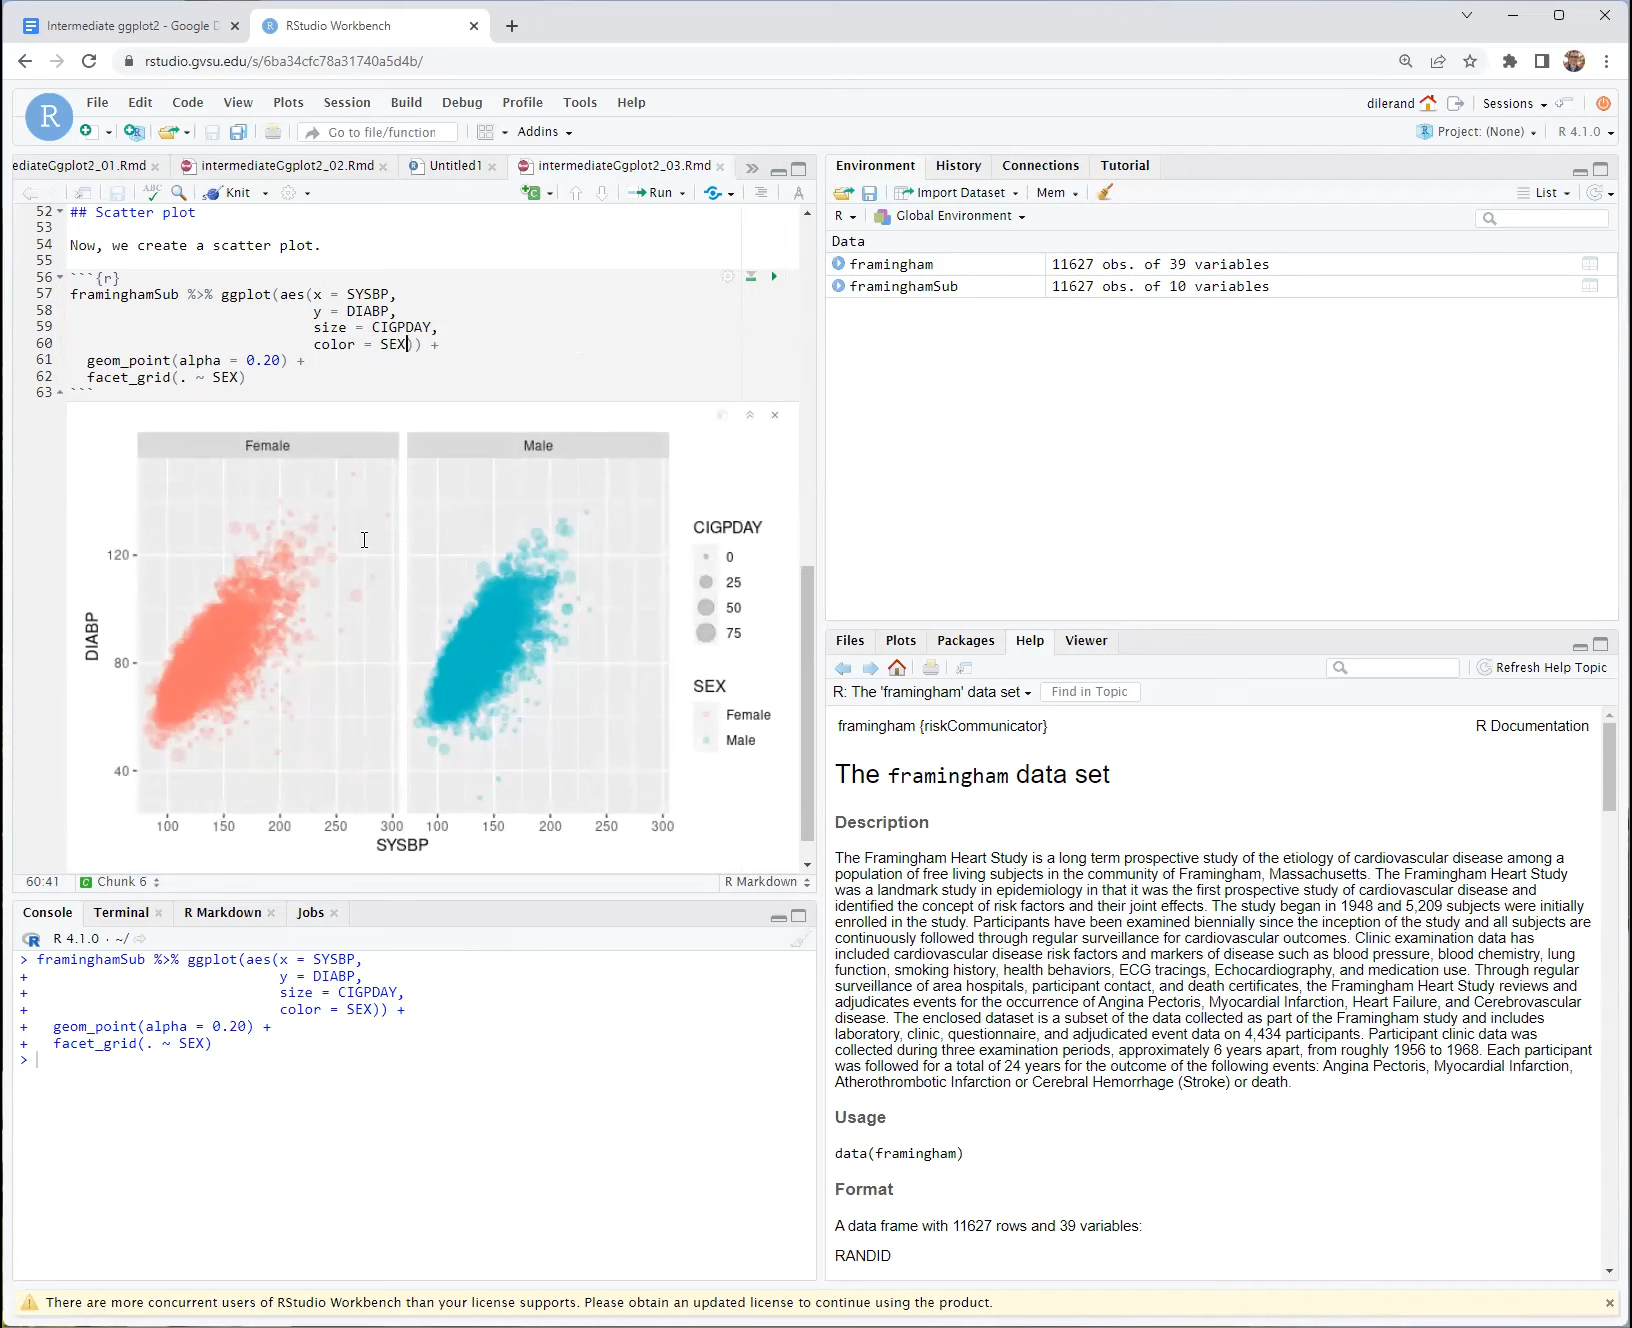 Intermediate ggplot2 - Google D
RStudio Workbench
rstudio.gvsu.edu/s/6ba34cfc78a31740a5d4b/
R
File Edit Code View Plots Session Build Debug Profile Tools Help
dilerand Sessions
Go to file/function Addins
Project: (None) R 4.1.0
ediateGgplot2_01.Rmd intermediateGgplot2_02.Rmd Untitled1 intermediateGgplot2_03.Rmd
ABC Knit Run
52 ## Scatter plot
53
54 Now, we create a scatter plot.
55
56 ```{r}
57 framinghamSub %>% ggplot(aes(x = SYSBP,
58 y = DIABP,
59 size = CIGPDAY,
60 color = SEX)) +
61 geom_point(alpha = 0.20) +
62 facet_grid(. ~ SEX)
63 ```
Female Male
DIABP
120
80
40
100 150 200 250 300 100 150 200 250 300
SYSBP
CIGPDAY
0
25
50
75
SEX
Female
Male
60:41 Chunk 6 R Markdown
Console Terminal R Markdown Jobs
R 4.1.0 · ~/
> framinghamSub %>% ggplot(aes(x = SYSBP,
+ y = DIABP,
+ size = CIGPDAY,
+ color = SEX)) +
+ geom_point(alpha = 0.20) +
+ facet_grid(. ~ SEX)
>
Environment History Connections Tutorial
Import Dataset Mem List
R Global Environment
Data
framingham 11627 obs. of 39 variables
framinghamSub 11627 obs. of 10 variables
Files Plots Packages Help Viewer
Refresh Help Topic
R: The 'framingham' data set Find in Topic
framingham {riskCommunicator} R Documentation
The framingham data set
Description
The Framingham Heart Study is a long term prospective study of the etiology of cardiovascular disease among a
population of free living subjects in the community of Framingham, Massachusetts. The Framingham Heart Study
was a landmark study in epidemiology in that it was the first prospective study of cardiovascular disease and
identified the concept of risk factors and their joint effects. The study began in 1948 and 5,209 subjects were initially
enrolled in the study. Participants have been examined biennially since the inception of the study and all subjects are
continuously followed through regular surveillance for cardiovascular outcomes. Clinic examination data has
included cardiovascular disease risk factors and markers of disease such as blood pressure, blood chemistry, lung
function, smoking history, health behaviors, ECG tracings, Echocardiography, and medication use. Through regular
surveillance of area hospitals, participant contact, and death certificates, the Framingham Heart Study reviews and
adjudicates events for the occurrence of Angina Pectoris, Myocardial Infarction, Heart Failure, and Cerebrovascular
disease. The enclosed dataset is a subset of the data collected as part of the Framingham study and includes
laboratory, clinic, questionnaire, and adjudicated event data on 4,434 participants. Participant clinic data was
collected during three examination periods, approximately 6 years apart, from roughly 1956 to 1968. Each participant
was followed for a total of 24 years for the outcome of the following events: Angina Pectoris, Myocardial Infarction,
Atherothrombotic Infarction or Cerebral Hemorrhage (Stroke) or death.
Usage
data(framingham)
Format
A data frame with 11627 rows and 39 variables:
RANDID
There are more concurrent users of RStudio Workbench than your license supports. Please obtain an updated license to continue using the product.